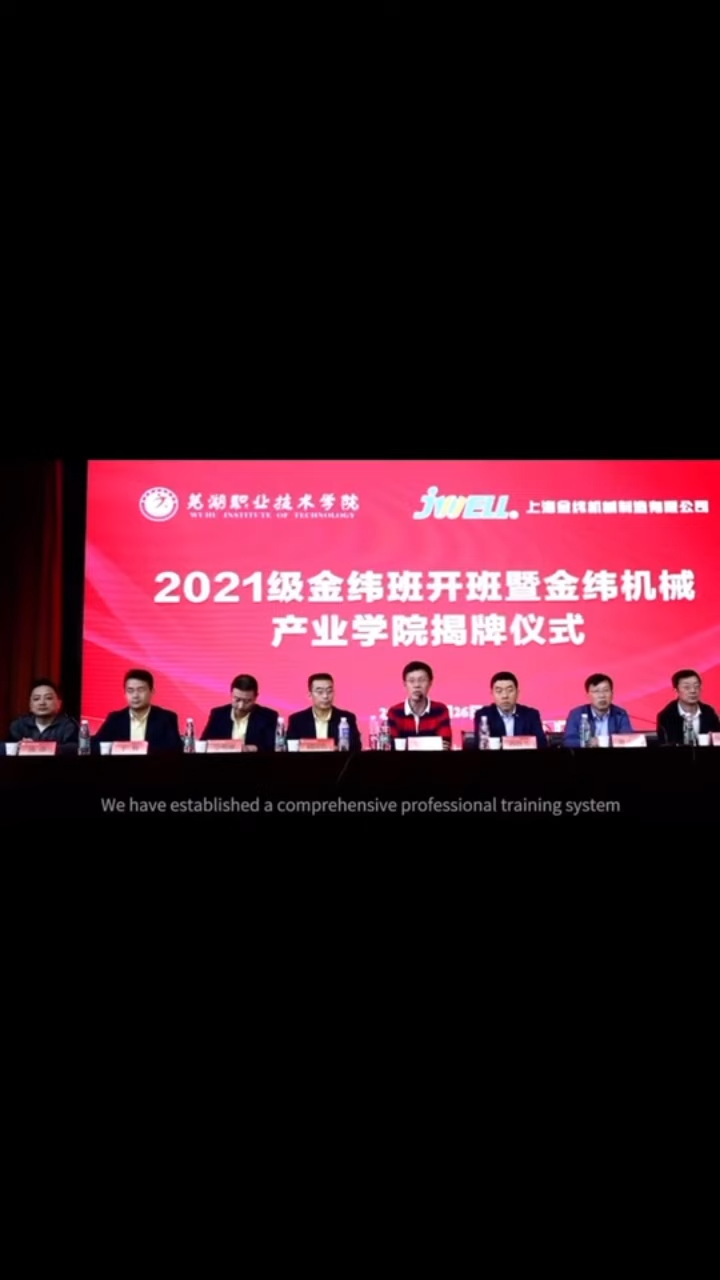 芜湖职业技术学院
WUHU INSTITUTE OF TECHNOLOGY
JWELL
上海金纬机械制造有限公司
2021级金纬班开班暨金纬机械
产业学院揭牌仪式
We have established a comprehensive professional training system